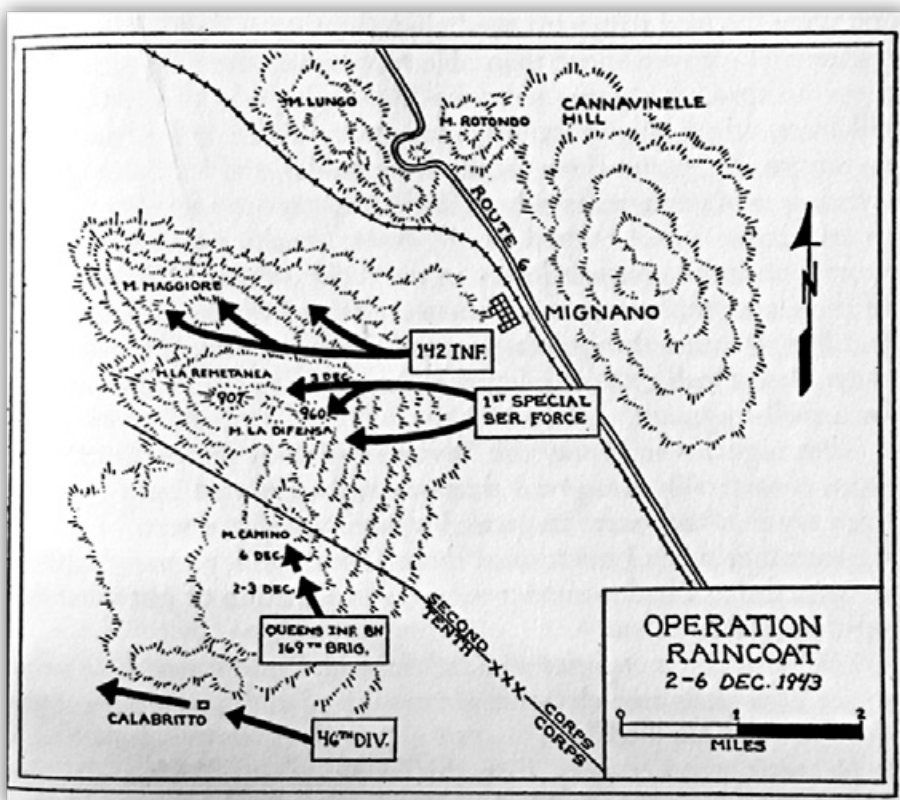 M. LUNGO
M. ROTONDO
CANNAVINELLE
HILL
ROUTE 6
N
M. MAGGIORE
MIGNANO
142 INF.
M. LA REMETANEA
3 DEC.
907
960
M. LA DIFENSA
1ST SPECIAL
SER. FORCE
M. CAMINO
6 DEC.
2-3 DEC.
QUEENS INF. BN
169TH BRIG.
SECOND XXX CORPS
TENTH CORPS
CALABRITTO
46TH DIV.
OPERATION
RAINCOAT
2-6 DEC. 1943
0 1 2
MILES